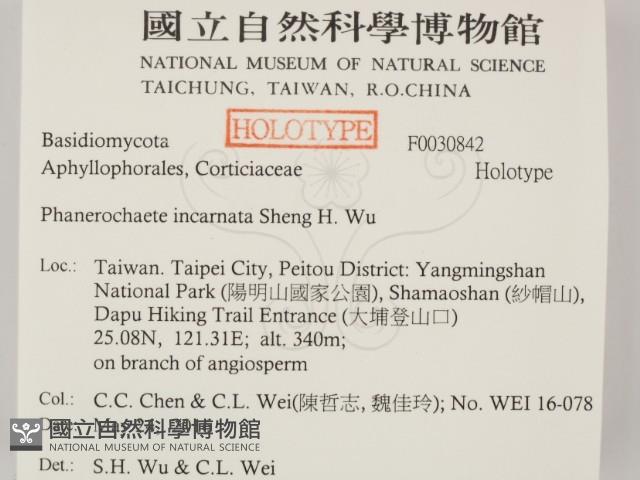 國立自然科學博物館
NATIONAL MUSEUM OF NATURAL SCIENCE
TAICHUNG, TAIWAN, R.O.CHINA
HOLOTYPE
Basidiomycota F0030842
Aphyllophorales, Corticiaceae Holotype
Phanerochaete incarnata Sheng H. Wu
Loc.: Taiwan. Taipei City, Peitou District: Yangmingshan
National Park (陽明山國家公園), Shamaoshan (紗帽山),
Dapu Hiking Trail Entrance (大埔登山口)
25.08N, 121.31E; alt. 340m;
on branch of angiosperm
Col.: C.C. Chen & C.L. Wei(陳哲志, 魏佳玲); No. WEI 16-078
國立自然科學博物館
NATIONAL MUSEUM OF NATURAL SCIENCE
Det.: S.H. Wu & C.L. Wei